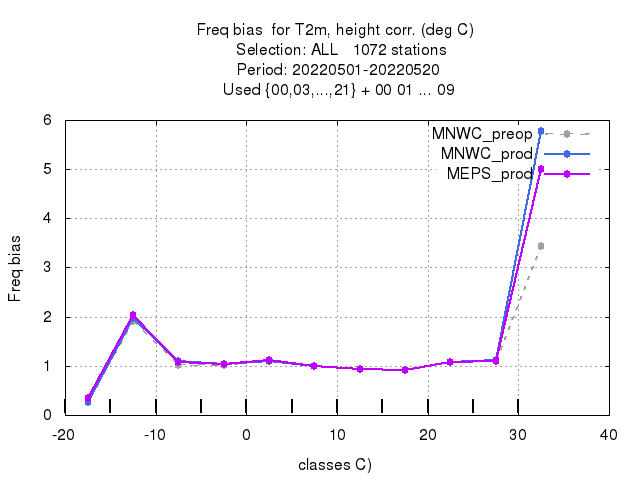 Freq bias  for T2m, height corr. (deg C)
Selection: ALL   1072 stations
Period: 20220501-20220520
Used {00,03,...,21} + 00 01 ... 09
6
5
4
3
2
1
0
Freq bias
MNWC_preop
MNWC_prod
MEPS_prod
-20 -10 0 10 20 30 40
classes C)